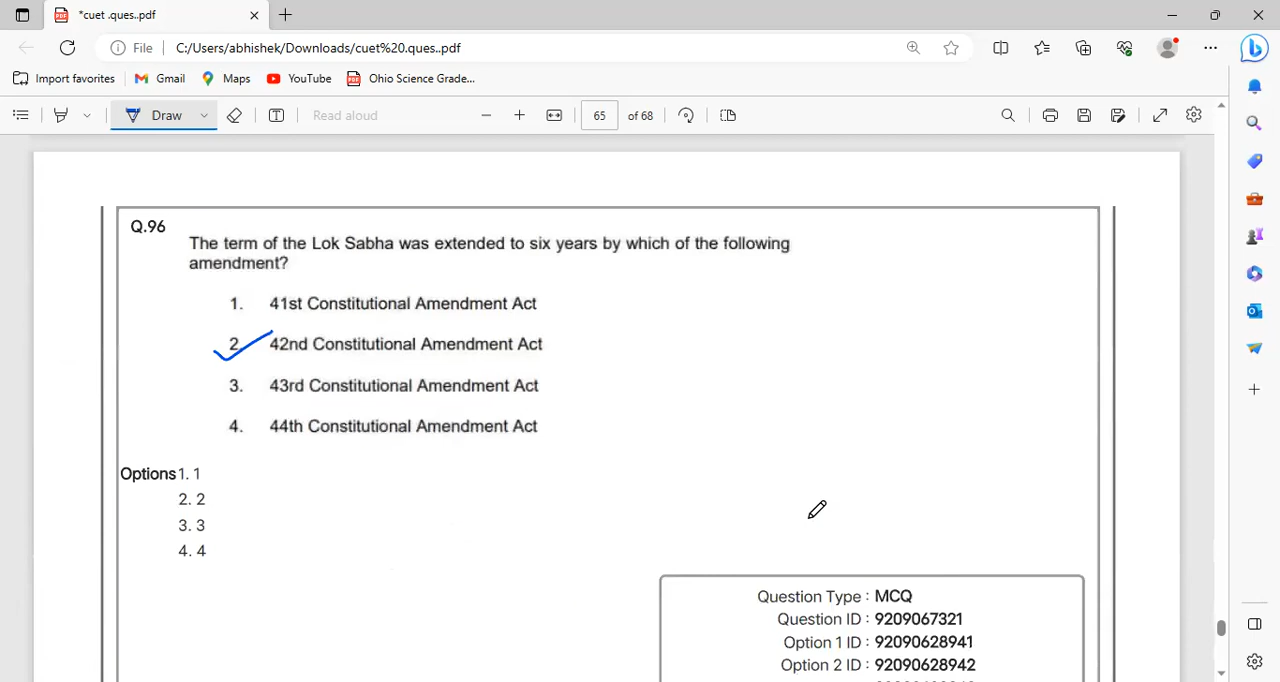 *cuet .ques..pdf
File C:/Users/abhishek/Downloads/cuet%20.ques..pdf
Import favorites Gmail Maps YouTube Ohio Science Grade...
Draw Read aloud 65 of 68
Q.96
The term of the Lok Sabha was extended to six years by which of the following
amendment?
1. 41st Constitutional Amendment Act
2. 42nd Constitutional Amendment Act
3. 43rd Constitutional Amendment Act
4. 44th Constitutional Amendment Act
Options 1. 1
2. 2
3. 3
4. 4
Question Type : MCQ
Question ID : 9209067321
Option 1 ID : 92090628941
Option 2 ID : 92090628942